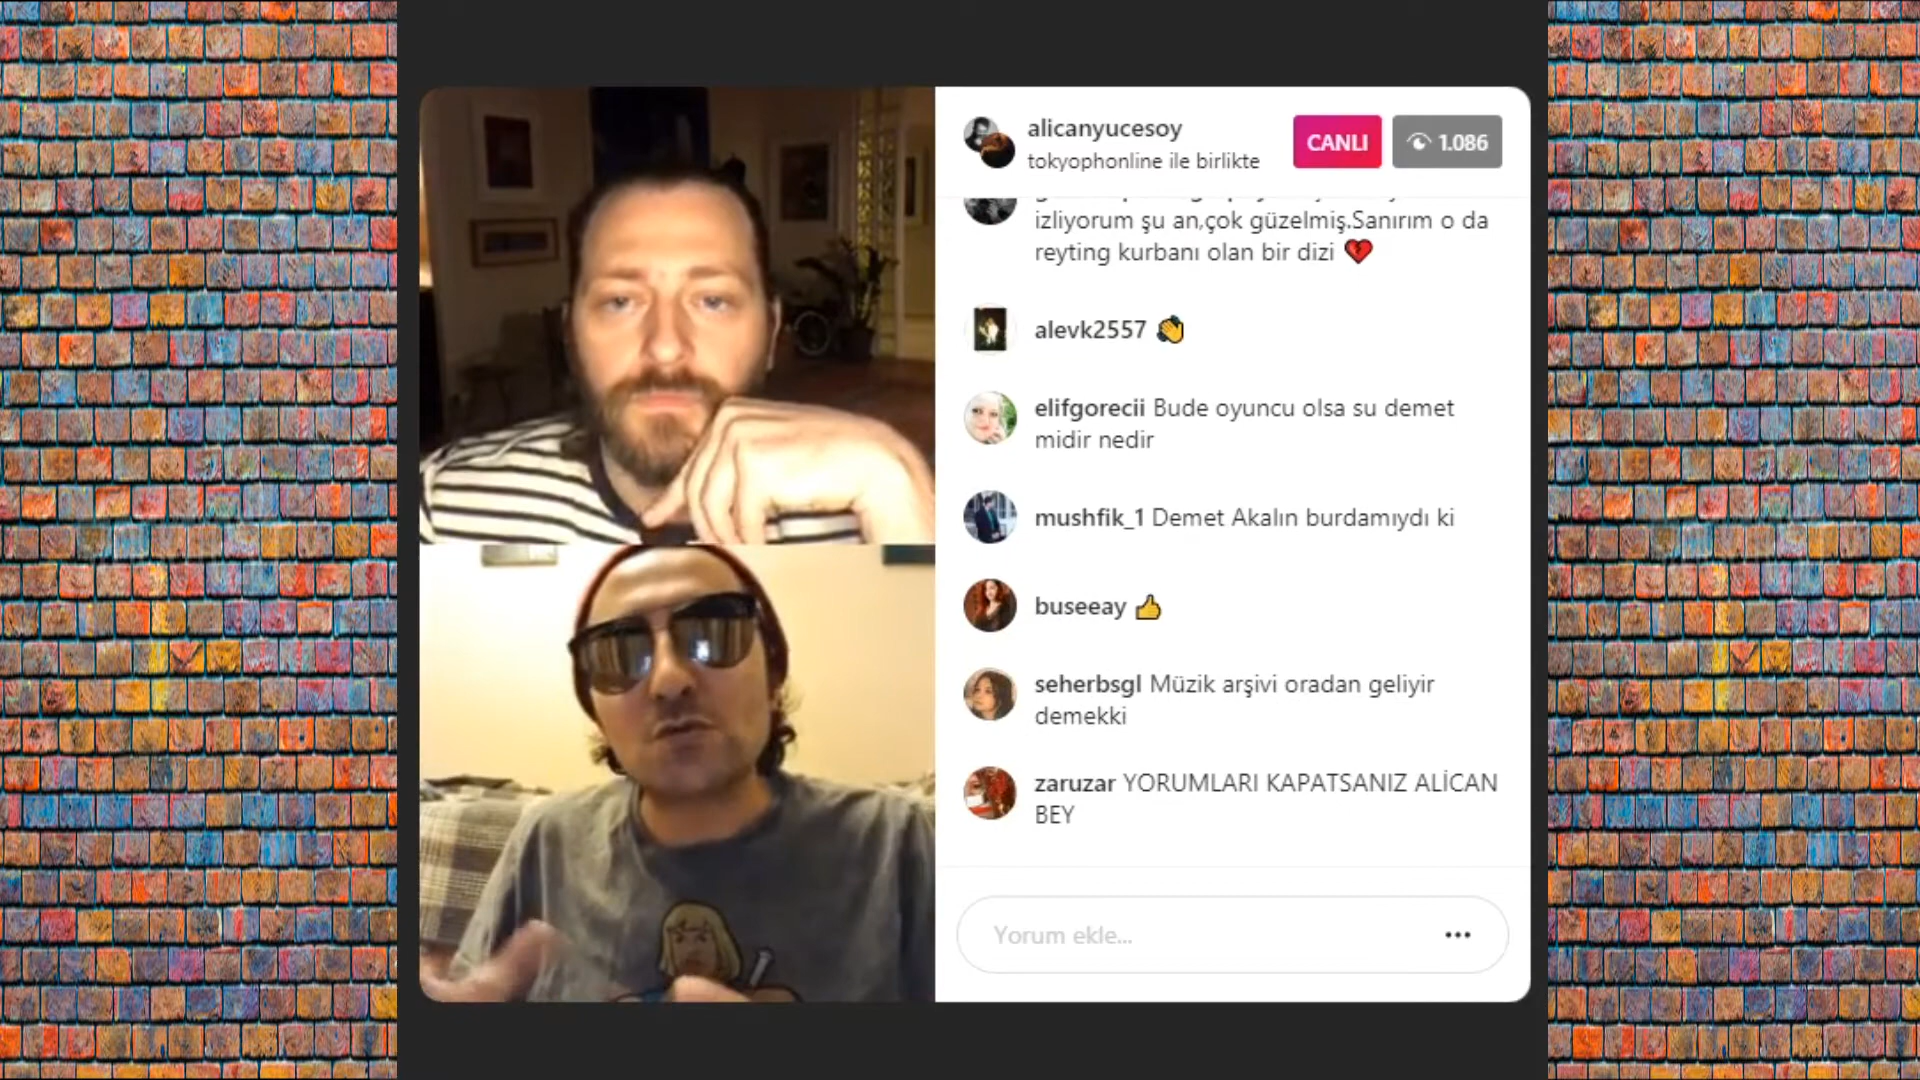 alicanyucesoy
tokyophonline ile birlikte
CANLI
1.086
izliyorum şu an,çok güzelmiş.Sanırım o da
reyting kurbanı olan bir dizi
alevk2557
elifgorecii Bude oyuncu olsa su demet
midir nedir
mushfik_1 Demet Akalın burdamıydı ki
buseeay
seherbsgl Müzik arşivi oradan geliyir
demekki
zaruzar YORUMLARI KAPATSANIZ ALİCAN
BEY
Yorum ekle...